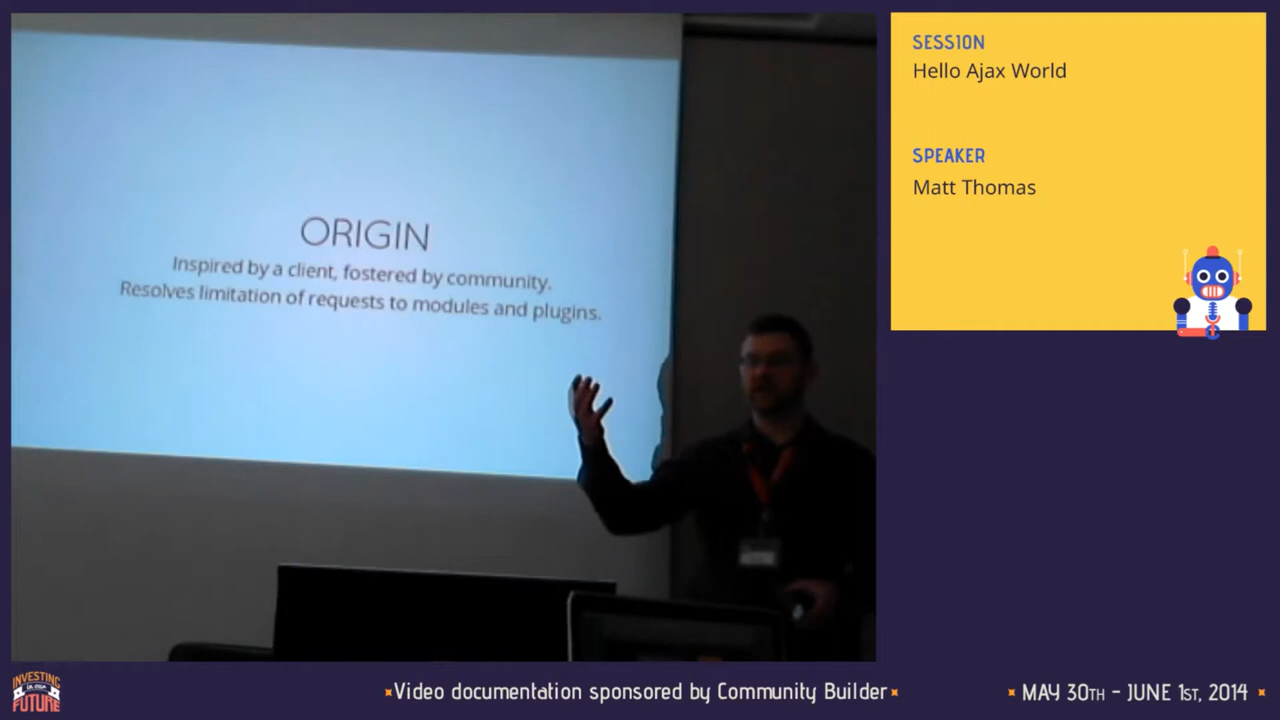 ORIGIN
Inspired by a client, fostered by community.
Resolves limitation of requests to modules and plugins.
SESSION
Hello Ajax World
SPEAKER
Matt Thomas
INVESTING
IN OUR
FUTURE
Video documentation sponsored by Community Builder
MAY 30TH - JUNE 1ST, 2014